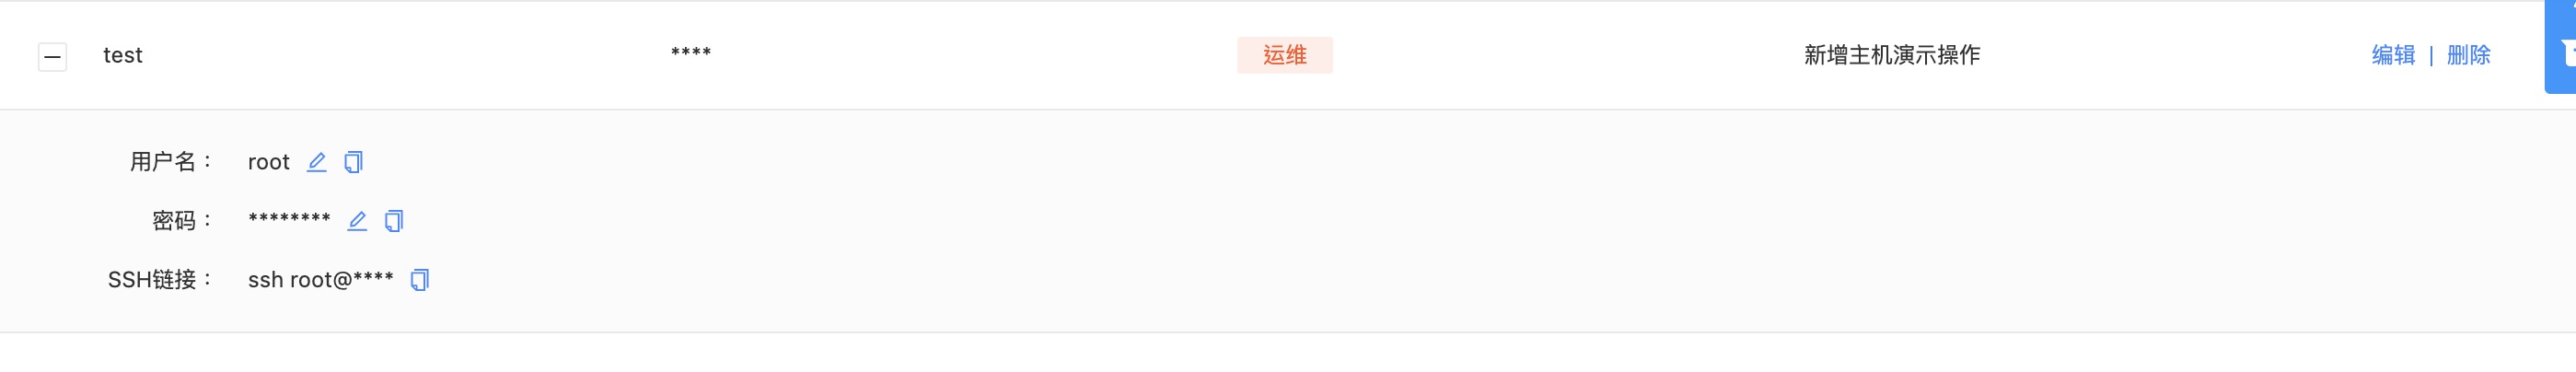 test **** 运维 新增主机演示操作 编辑 | 删除
用户名： root
密码： ********
SSH链接： ssh root@****